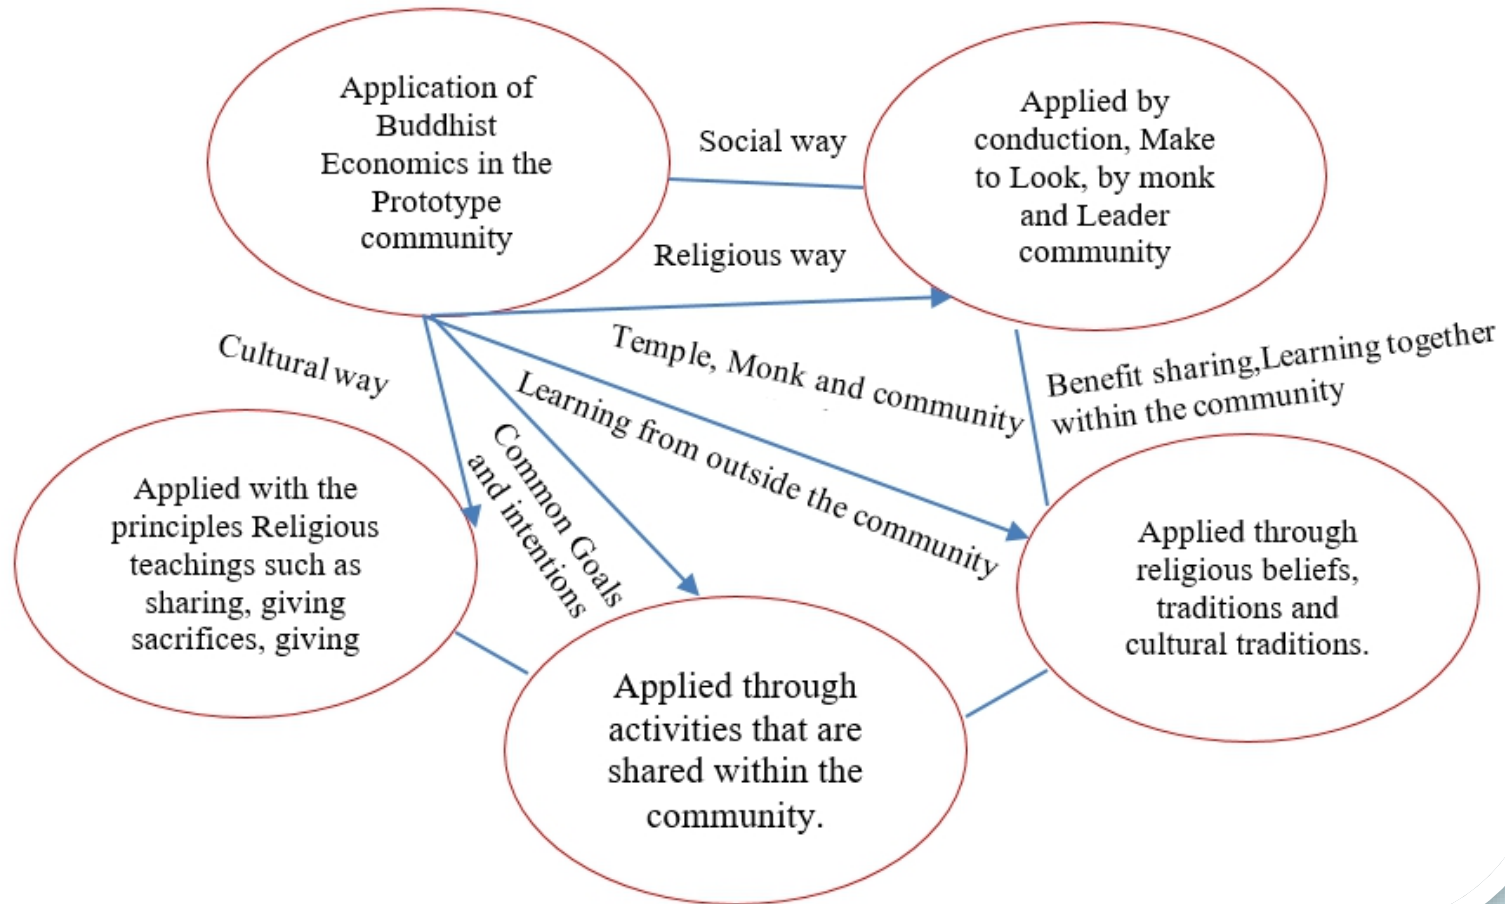 Application of
Buddhist
Economics in the
Prototype
community
Social way
Applied by
conduction, Make
to Look, by monk
and Leader
community
Religious way
Cultural way
Temple, Monk and community
Learning from outside the community
Common Goals
and intentions
Benefit sharing,Learning together
within the community
Applied with the
principles Religious
teachings such as
sharing, giving
sacrifices, giving
Applied through
activities that are
shared within the
community.
Applied through
religious beliefs,
traditions and
cultural traditions.